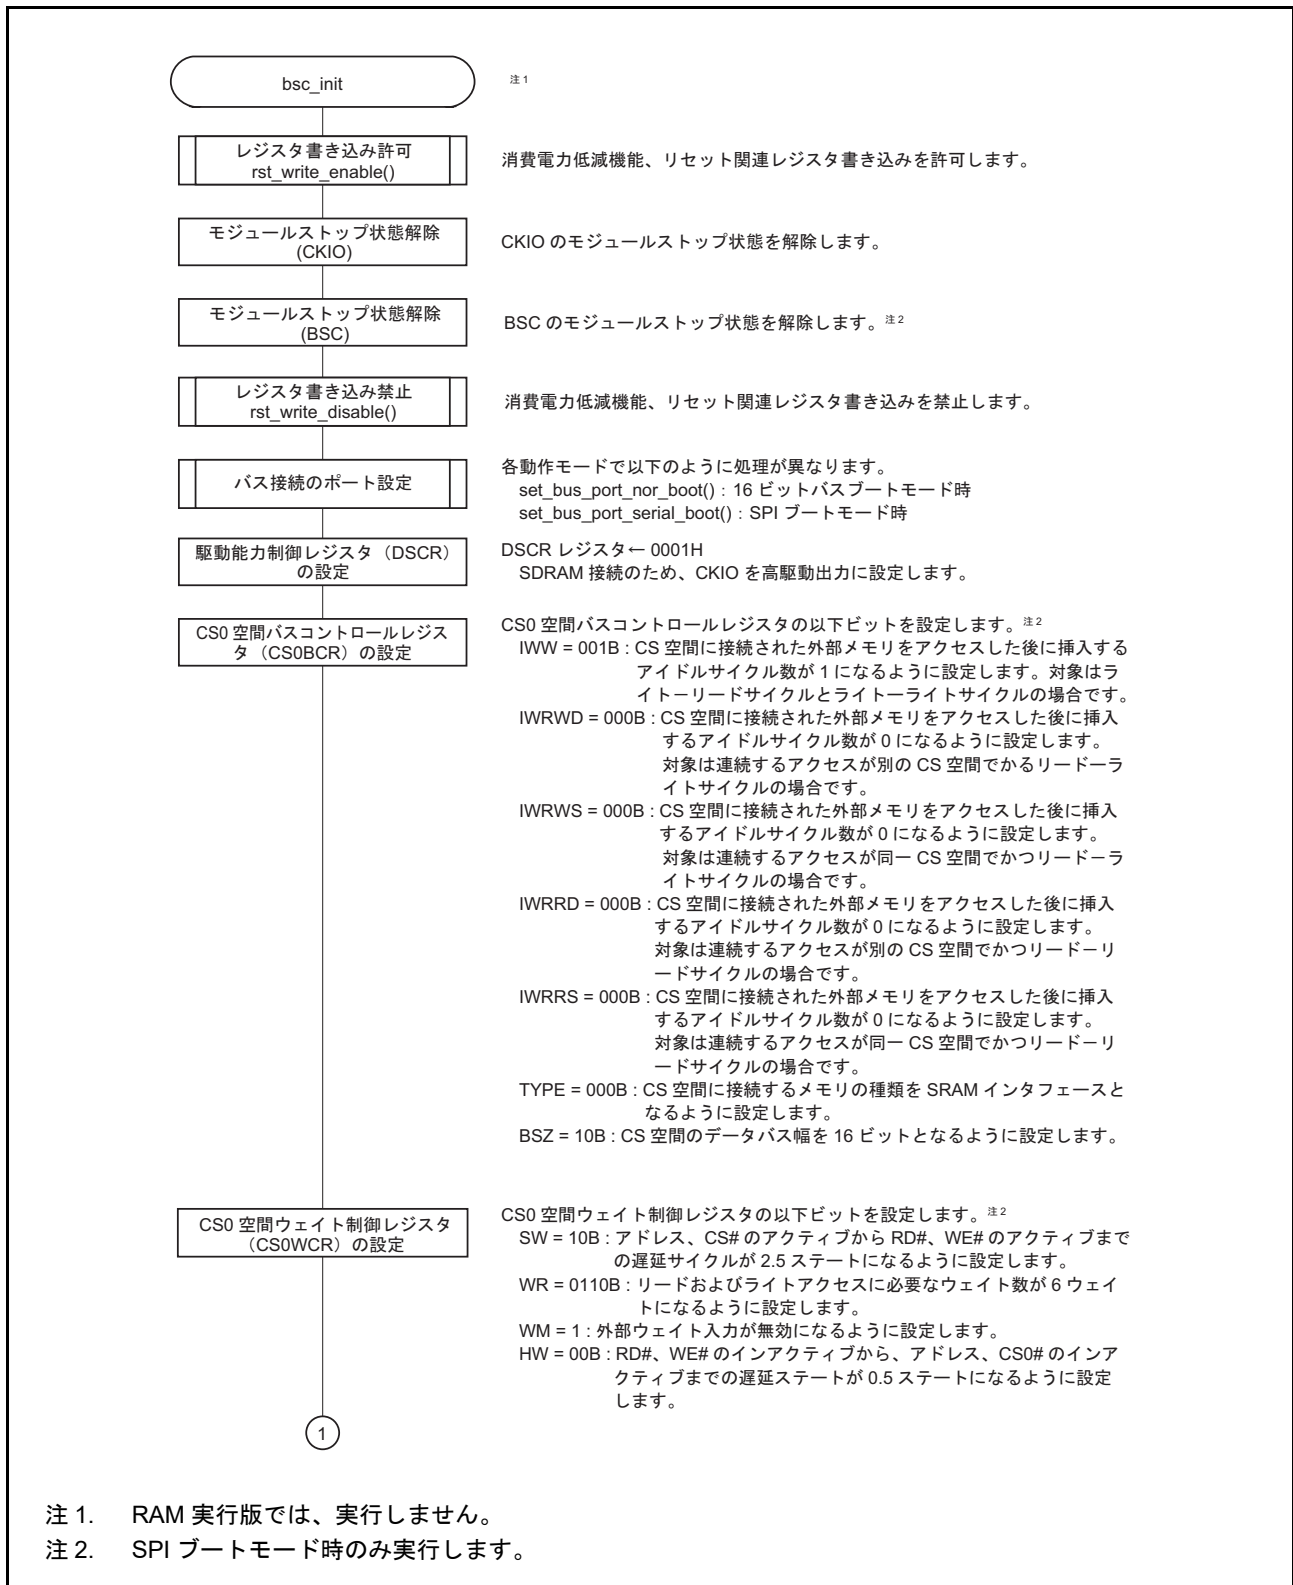 bsc_init
注 1
レジスタ書き込み許可
rst_write_enable()
消費電力低減機能、リセット関連レジスタ書き込みを許可します。
モジュールストップ状態解除
(CKIO)
CKIO のモジュールストップ状態を解除します。
モジュールストップ状態解除
(BSC)
BSC のモジュールストップ状態を解除します。注 2
レジスタ書き込み禁止
rst_write_disable()
消費電力低減機能、リセット関連レジスタ書き込みを禁止します。
バス接続のポート設定
各動作モードで以下のように処理が異なります。
set_bus_port_nor_boot() : 16 ビットバスブートモード時
set_bus_port_serial_boot() : SPI ブートモード時
駆動能力制御レジスタ（DSCR）
の設定
DSCR レジスタ← 0001H
SDRAM 接続のため、CKIO を高駆動出力に設定します。
CS0 空間バスコントロールレジス
タ（CS0BCR）の設定
CS0 空間バスコントロールレジスタの以下ビットを設定します。注 2
IWW = 001B : CS 空間に接続された外部メモリをアクセスした後に挿入する
アイドルサイクル数が 1 になるように設定します。対象はラ
イト－リードサイクルとライト－ライトサイクルの場合です。
IWRWD = 000B : CS 空間に接続された外部メモリをアクセスした後に挿入
するアイドルサイクル数が 0 になるように設定します。
対象は連続するアクセスが別の CS 空間でかるリード－ラ
イトサイクルの場合です。
IWRWS = 000B : CS 空間に接続された外部メモリをアクセスした後に挿入
するアイドルサイクル数が 0 になるように設定します。
対象は連続するアクセスが同一 CS 空間でかつリード－ラ
イトサイクルの場合です。
IWRRD = 000B : CS 空間に接続された外部メモリをアクセスした後に挿入
するアイドルサイクル数が 0 になるように設定します。
対象は連続するアクセスが別の CS 空間でかつリード－リ
ードサイクルの場合です。
IWRRS = 000B : CS 空間に接続された外部メモリをアクセスした後に挿入
するアイドルサイクル数が 0 になるように設定します。
対象は連続するアクセスが同一 CS 空間でかつリード－リ
ードサイクルの場合です。
TYPE = 000B : CS 空間に接続するメモリの種類を SRAM インタフェースと
なるように設定します。
BSZ = 10B : CS 空間のデータバス幅を 16 ビットとなるように設定します。
CS0 空間ウェイト制御レジスタ
（CS0WCR）の設定
CS0 空間ウェイト制御レジスタの以下ビットを設定します。注 2
SW = 10B : アドレス、CS# のアクティブから RD#、WE# のアクティブまで
の遅延サイクルが 2.5 ステートになるように設定します。
WR = 0110B : リードおよびライトアクセスに必要なウェイト数が 6 ウェイ
トになるように設定します。
WM = 1 : 外部ウェイト入力が無効になるように設定します。
HW = 00B : RD#、WE# のインアクティブから、アドレス、CS0# のインア
クティブまでの遅延ステートが 0.5 ステートになるように設定
します。
1
注 1. RAM 実行版では、実行しません。
注 2. SPI ブートモード時のみ実行します。